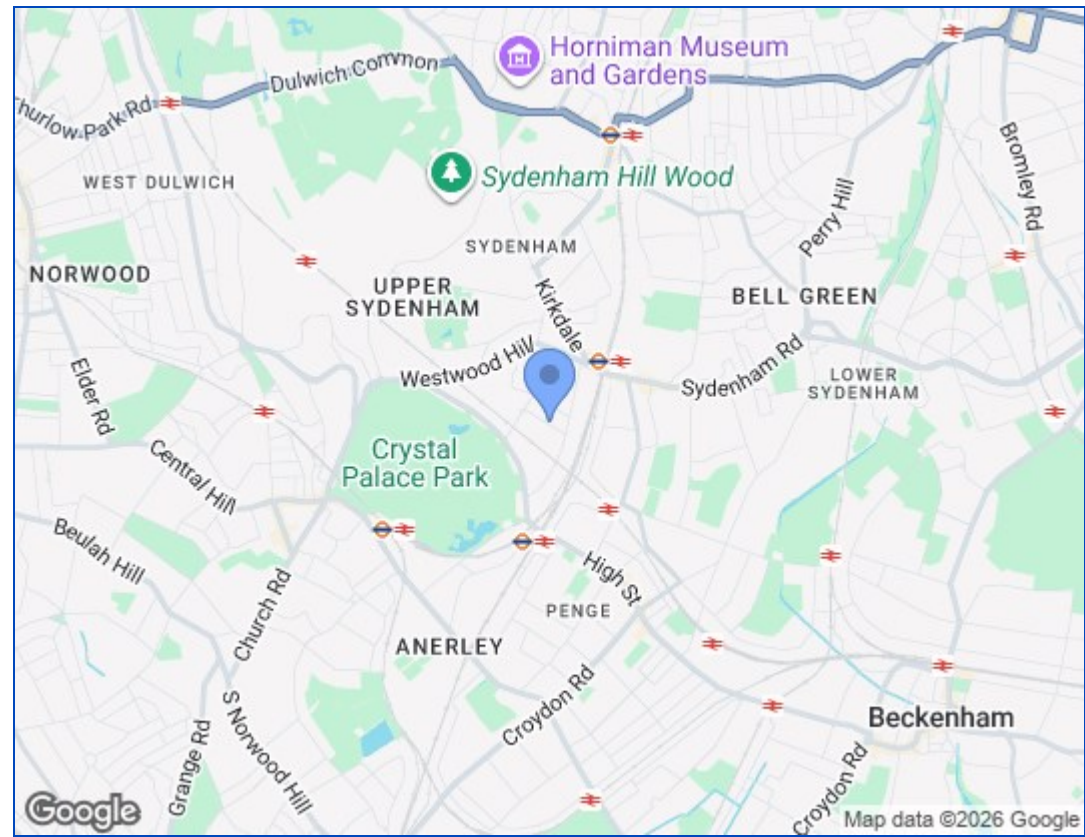 Horniman Museum
and Gardens
Dulwich Common
hurlow Park Rd
Sydenham Hill Wood
WEST DULWICH
Bromley Rd
Perry Hill
SYDENHAM
NORWOOD
UPPER
SYDENHAM
BELL GREEN
Kirkdale
Westwood Hill
Sydenham Rd
LOWER
SYDENHAM
Elder Rd
Crystal
Palace Park
Central Hill
Beulah Hill
High St
Church Rd
PENGE
ANERLEY
Croydon Rd
S Norwood Hill
Grange Rd
Beckenham
Croydon Rd
Google
Map data ©2026 Google